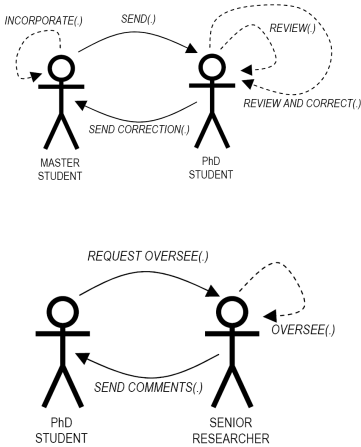 INCORPORATE(.)
SEND(.)
REVIEW(.)
REVIEW AND CORRECT(.)
SEND CORRECTION(.)
MASTER
STUDENT
PhD
STUDENT
REQUEST OVERSEE(.)
OVERSEE(.)
SEND COMMENTS(.)
PhD
STUDENT
SENIOR
RESEARCHER